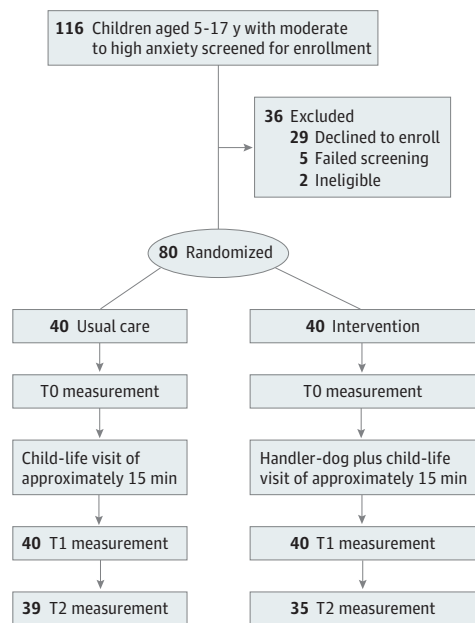 116 Children aged 5-17 y with moderate
to high anxiety screened for enrollment
36 Excluded
29 Declined to enroll
5 Failed screening
2 Ineligible
80 Randomized
40 Usual care
40 Intervention
T0 measurement
T0 measurement
Child-life visit of
approximately 15 min
Handler-dog plus child-life
visit of approximately 15 min
40 T1 measurement
40 T1 measurement
39 T2 measurement
35 T2 measurement